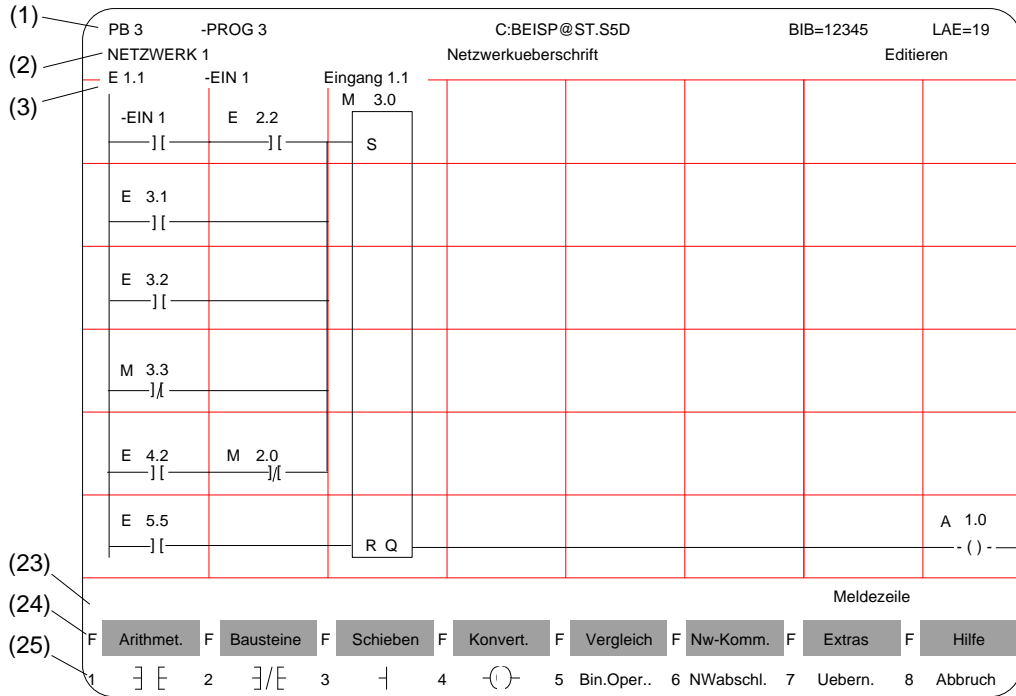 (1) PB 3 -PROG 3 C:BEISP@ST.S5D BIB=12345 LAE=19
(2) NETZWERK 1 Netzwerkueberschrift Editieren
(3) E 1.1 -EIN 1 Eingang 1.1
M 3.0
-EIN 1 E 2.2
] [ ] [ S
E 3.1
] [
E 3.2
] [
M 3.3
]/[
E 4.2 M 2.0
] [ ]/[
E 5.5 A 1.0
] [ R Q -( )-
(23) Meldezeile
(24) F Arithmet. F Bausteine F Schieben F Konvert. F Vergleich F Nw-Komm. F Extras F Hilfe
(25) 1 2 3 4 5 Bin.Oper.. 6 NWabschl. 7 Uebern. 8 Abbruch